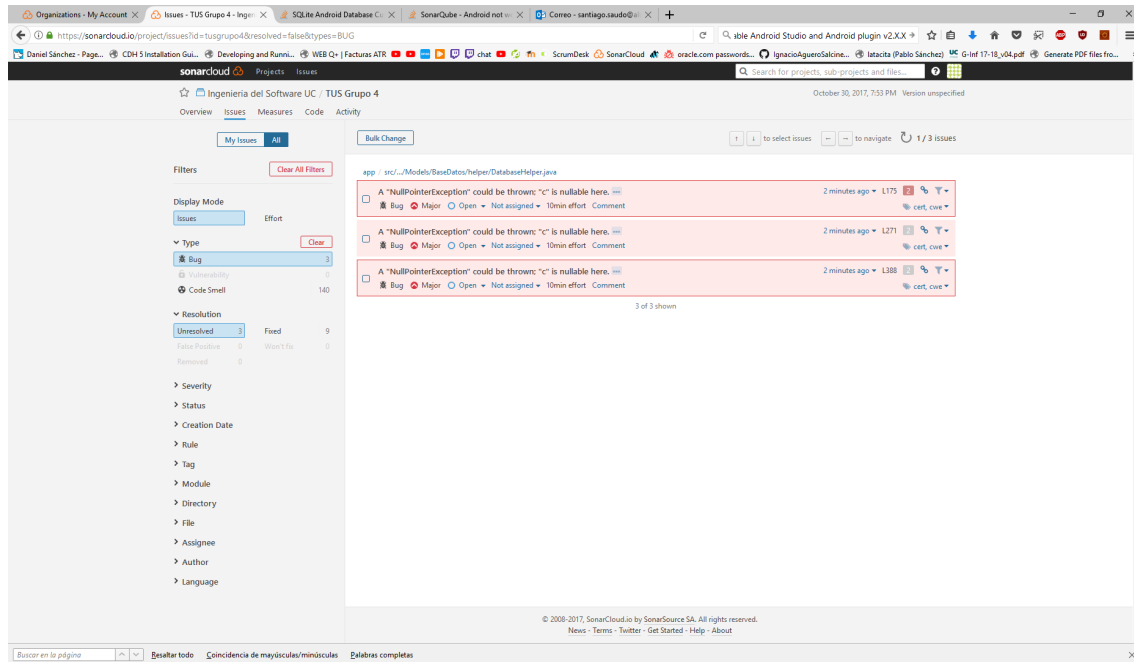 Organizations - My Account
Issues - TUS Grupo 4 - Ingen
SQLite Android Database Cu
SonarQube - Android not w
Correo - santiago.saudo@al
https://sonarcloud.io/project/issues?id=tusgrupo4&resolved=false&types=BUG
able Android Studio and Android plugin v2.X.X
Daniel Sánchez - Page... CDH 5 Installation Gui... Developing and Runni... WEB Q+ | Facturas ATR chat ScrumDesk SonarCloud oracle.com passwords... IgnacioAgueroSalcine... latacita (Pablo Sánchez) G-Inf 17-18_v04.pdf Generate PDF files fro...
sonarcloud Projects Issues
Search for projects, sub-projects and files...
Ingenieria del Software UC / TUS Grupo 4
October 30, 2017, 7:53 PM Version unspecified
Overview Issues Measures Code Activity
My Issues All
Bulk Change
↑ ↓ to select issues ← → to navigate 1 / 3 issues
Filters
Clear All Filters
Display Mode
Issues Effort
Type Clear
Bug 3
Vulnerability 0
Code Smell 140
Resolution
Unresolved 3 Fixed 9
False Positive 0 Won't fix 0
Removed 0
Severity
Status
Creation Date
Rule
Tag
Module
Directory
File
Assignee
Author
Language
app / src/.../Models/BaseDatos/helper/DatabaseHelper.java
A "NullPointerException" could be thrown; "c" is nullable here. ... 2 minutes ago L175 2
Bug Major Open Not assigned 10min effort Comment cert, cwe
A "NullPointerException" could be thrown; "c" is nullable here. ... 2 minutes ago L271 2
Bug Major Open Not assigned 10min effort Comment cert, cwe
A "NullPointerException" could be thrown; "c" is nullable here. ... 2 minutes ago L388 2
Bug Major Open Not assigned 10min effort Comment cert, cwe
3 of 3 shown
© 2008-2017, SonarCloud.io by SonarSource SA. All rights reserved.
News - Terms - Twitter - Get Started - Help - About
Buscar en la página Resaltar todo Coincidencia de mayúsculas/minúsculas Palabras completas